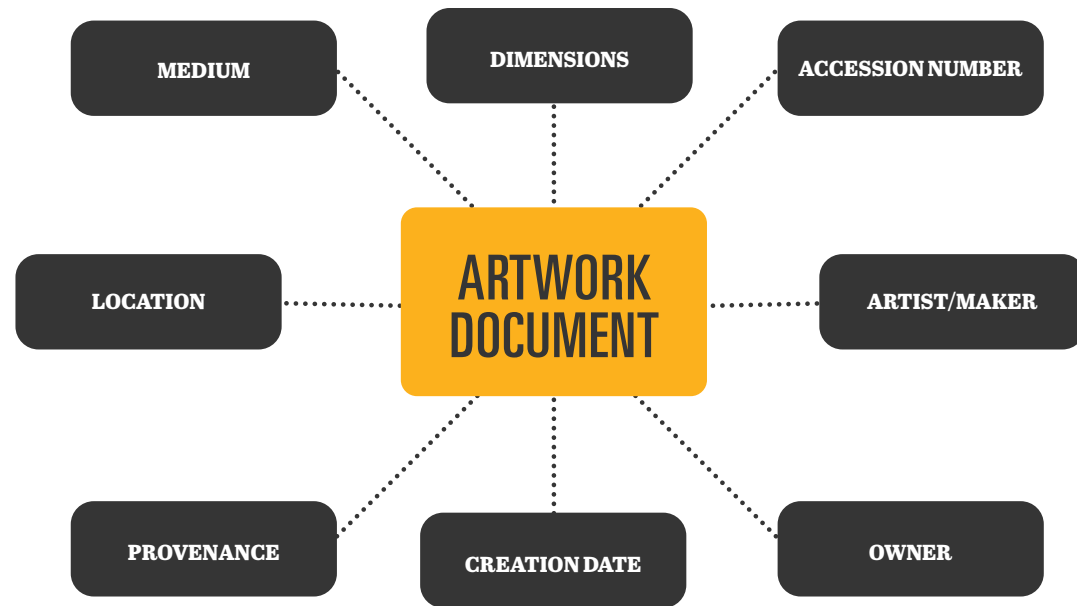 MEDIUM
DIMENSIONS
ACCESSION NUMBER
ARTWORK
DOCUMENT
LOCATION
ARTIST/MAKER
PROVENANCE
CREATION DATE
OWNER